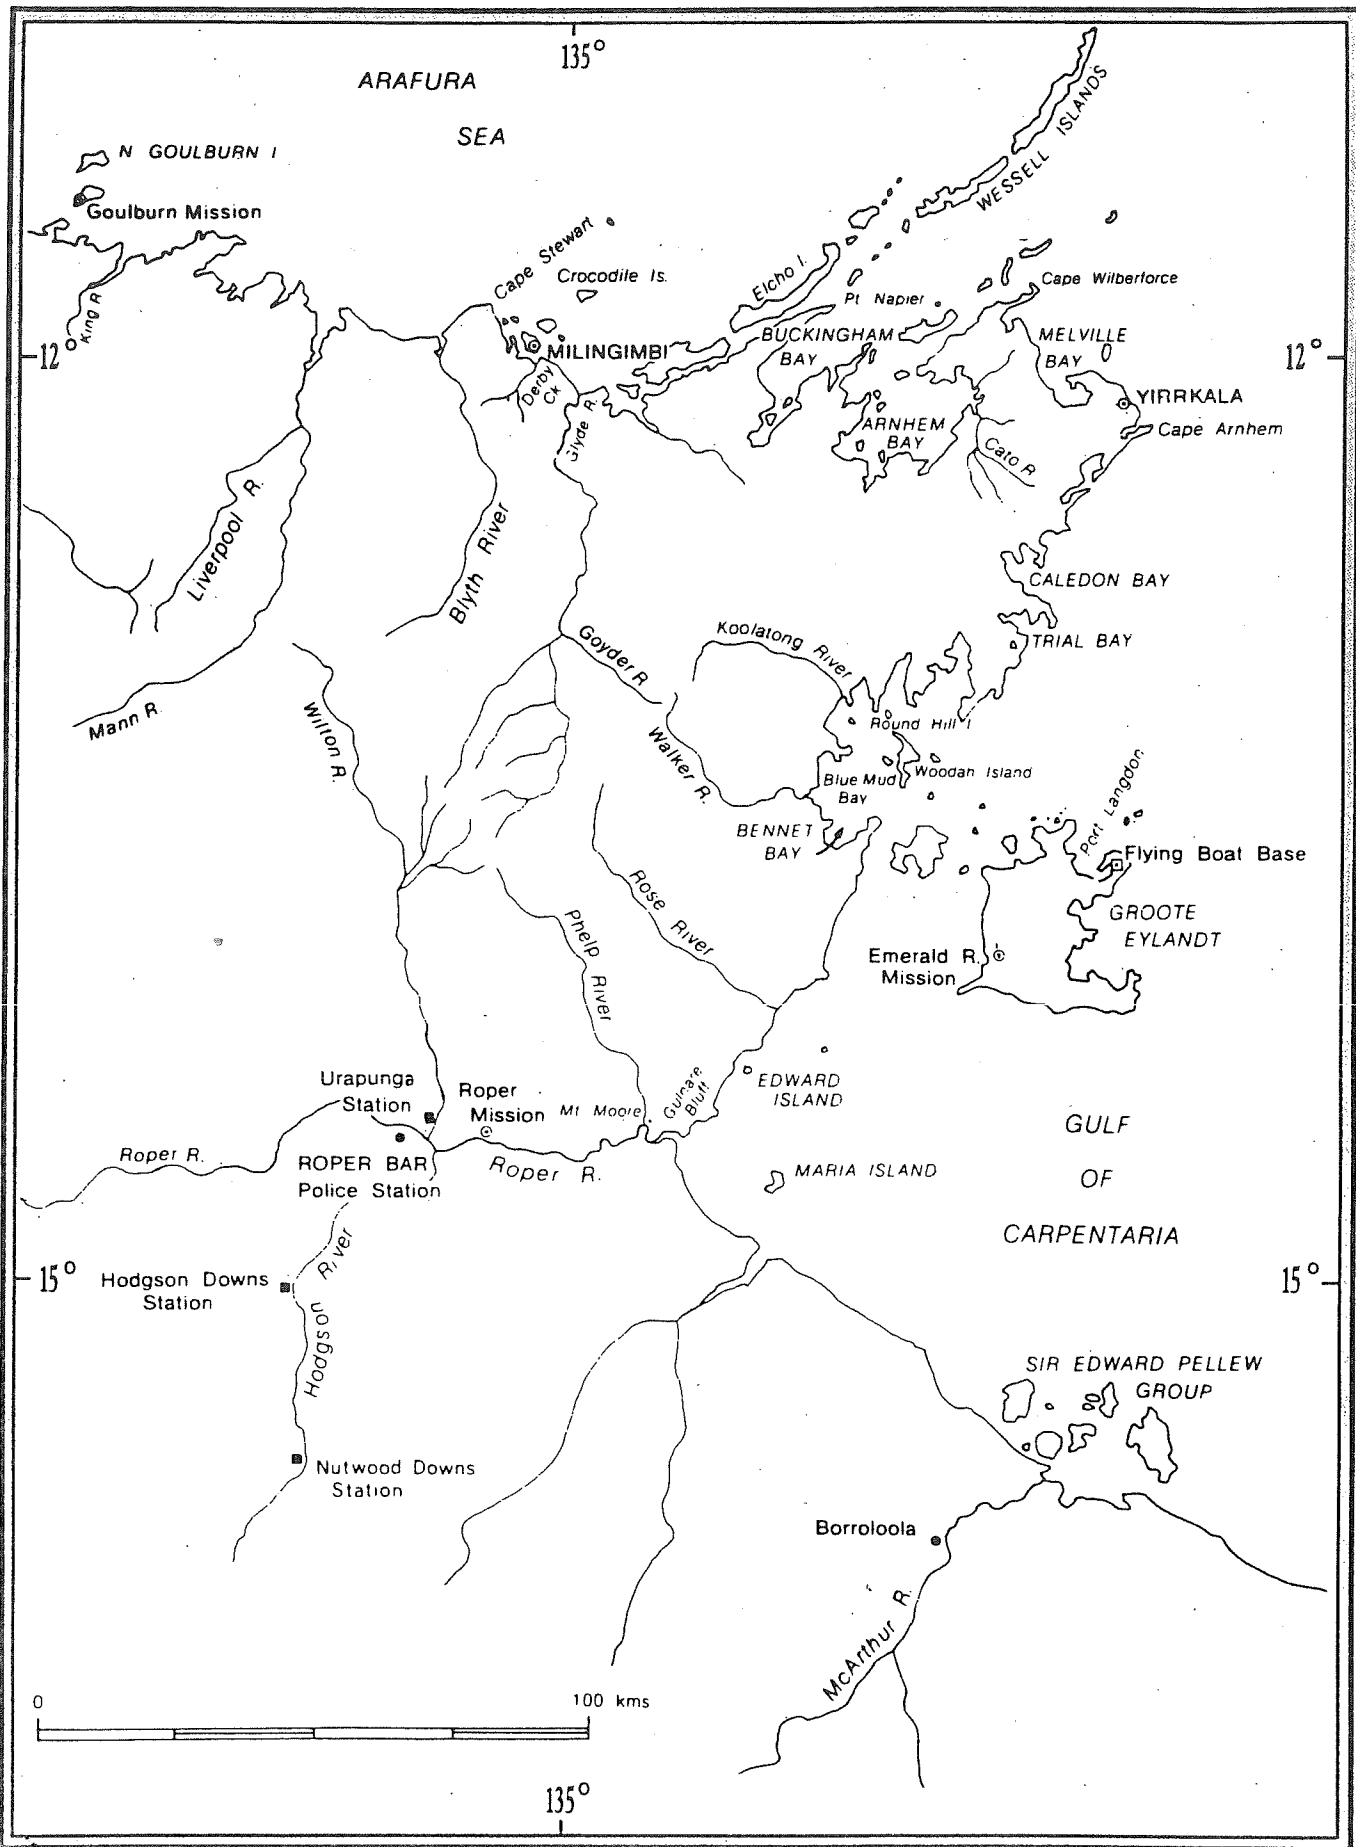 135°
ARAFURA
SEA
N GOULBURN I
Goulburn Mission
King R
WESSELL ISLANDS
Cape Stewart
Crocodile Is.
Elcho I.
Pt Napier
Cape Wilberforce
12°
12°
MILINGIMBI
BUCKINGHAM
BAY
MELVILLE
BAY
Derby
Ck
YIRRKALA
Glyde R.
ARNHEM
BAY
Cape Arnhem
Cato R
Liverpool R.
Blyth River
CALEDON BAY
Koolatong River
TRIAL BAY
Goyder R
Mann R.
Wilton R.
Round Hill I
Walker R.
Woodah Island
Blue Mud
Bay
Port Langdon
BENNET
BAY
Flying Boat Base
Rose River
GROOTE
EYLANDT
Phelp River
Emerald R.
Mission
Urapunga
Station
Roper
Mission
Mt Moore
Gulnare
Bluff
EDWARD
ISLAND
GULF
OF
CARPENTARIA
Roper R.
ROPER BAR
Police Station
Roper R.
MARIA ISLAND
15°
15°
Hodgson Downs
Station
Hodgson River
SIR EDWARD PELLEW
GROUP
Nutwood Downs
Station
Borroloola
McArthur R.
0
100 kms
135°